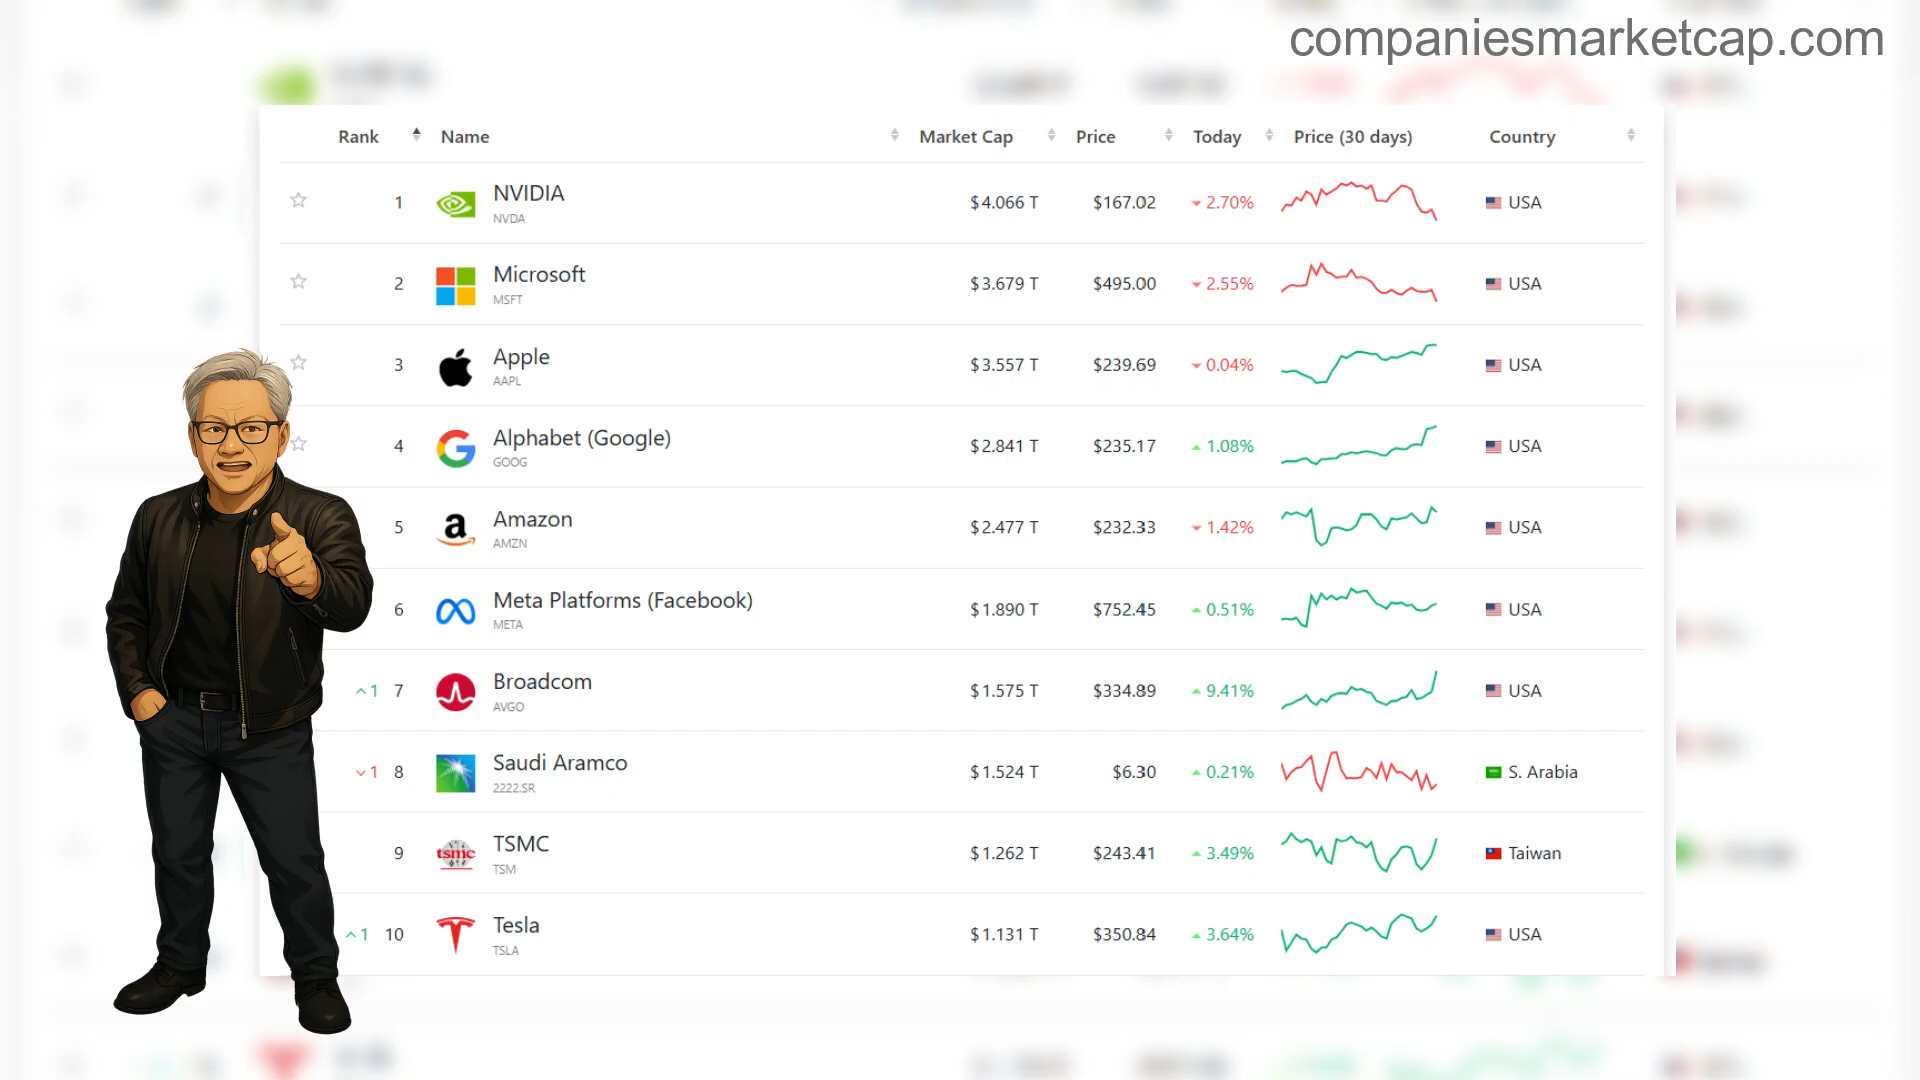 companiesmarketcap.com
Rank Name Market Cap Price Today Price (30 days) Country
1 NVIDIA $4.066 T $167.02 2.70% USA
NVDA
2 Microsoft $3.679 T $495.00 2.55% USA
MSFT
3 Apple $3.557 T $239.69 0.04% USA
AAPL
4 Alphabet (Google) $2.841 T $235.17 1.08% USA
GOOG
5 Amazon $2.477 T $232.33 1.42% USA
AMZN
6 Meta Platforms (Facebook) $1.890 T $752.45 0.51% USA
META
1 7 Broadcom $1.575 T $334.89 9.41% USA
AVGO
1 8 Saudi Aramco $1.524 T $6.30 0.21% S. Arabia
2222.SR
9 tsmc TSMC $1.262 T $243.41 3.49% Taiwan
TSM
1 10 Tesla $1.131 T $350.84 3.64% USA
TSLA